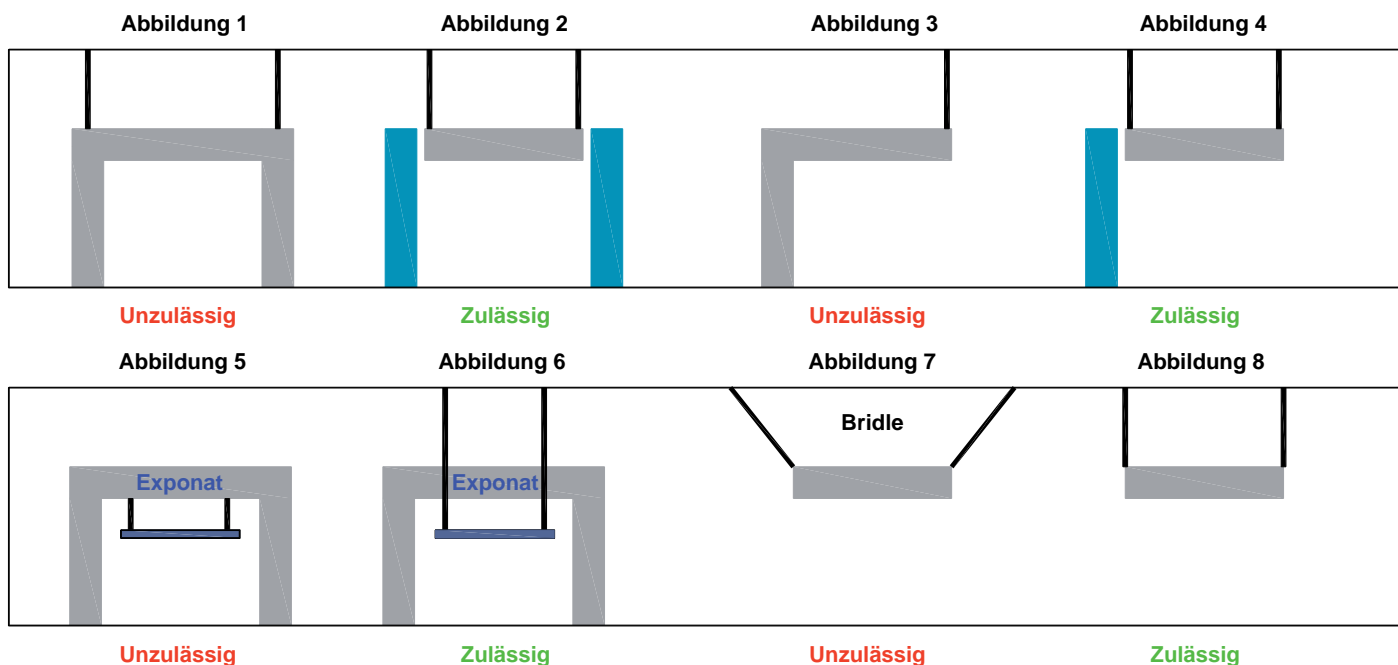 Abbildung 1 Abbildung 2 Abbildung 3 Abbildung 4
Unzulässig Zulässig Unzulässig Zulässig
Abbildung 5 Abbildung 6 Abbildung 7 Abbildung 8
Bridle
Exponat Exponat
Unzulässig Zulässig Unzulässig Zulässig